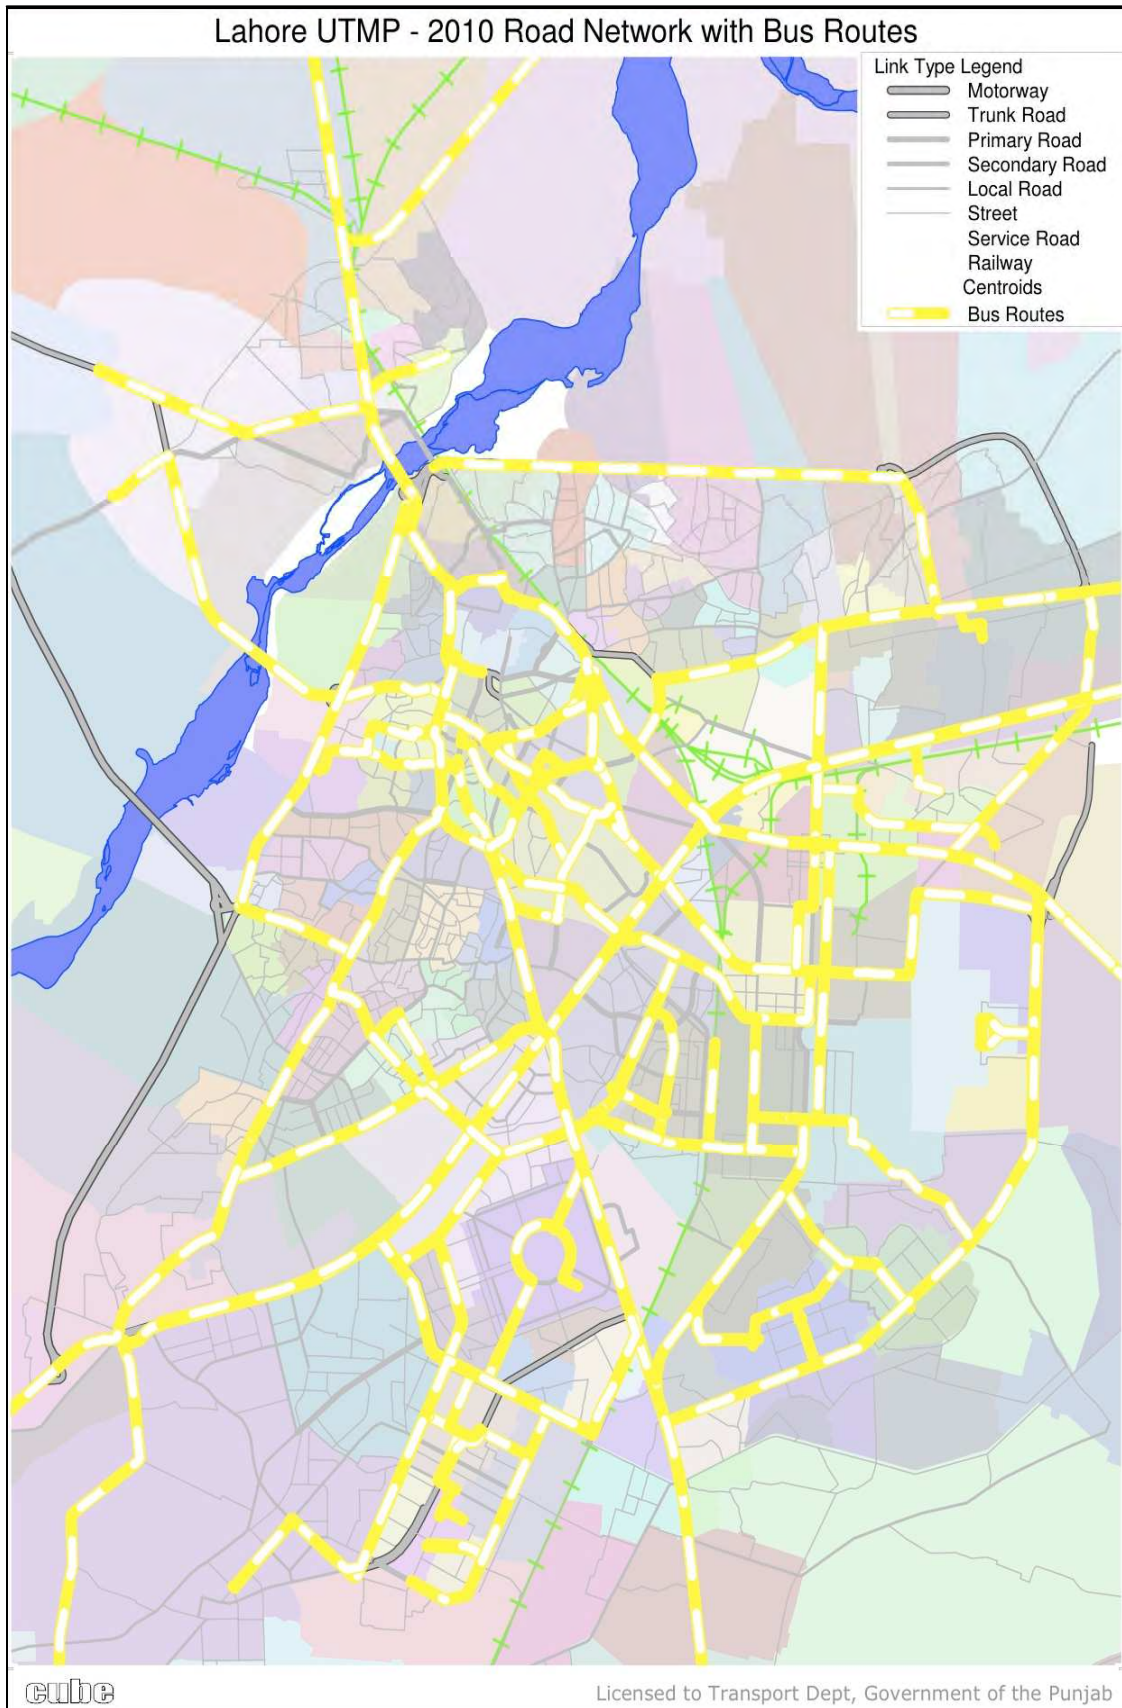 Lahore UTMP - 2010 Road Network with Bus Routes
Link Type Legend
Motorway
Trunk Road
Primary Road
Secondary Road
Local Road
Street
Service Road
Railway
Centroids
Bus Routes
cube
Licensed to Transport Dept, Government of the Punjab